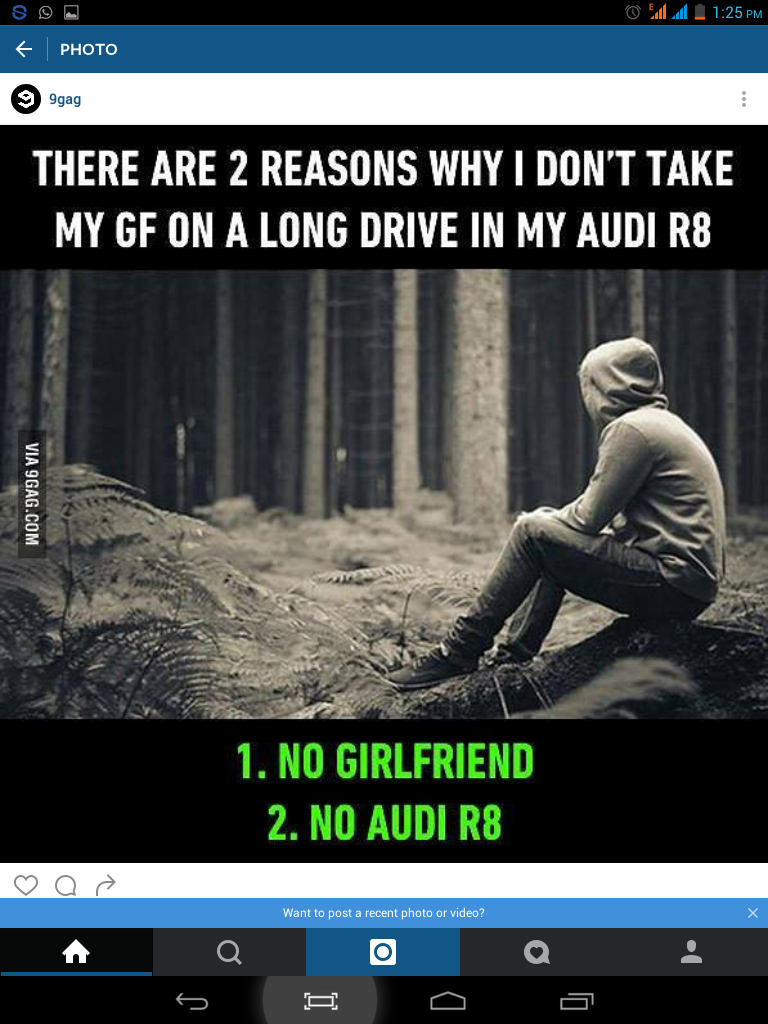 E
1:25 PM
PHOTO
9gag
THERE ARE 2 REASONS WHY I DON'T TAKE
MY GF ON A LONG DRIVE IN MY AUDI R8
VIA 9GAG.COM
1. NO GIRLFRIEND
2. NO AUDI R8
Want to post a recent photo or video?